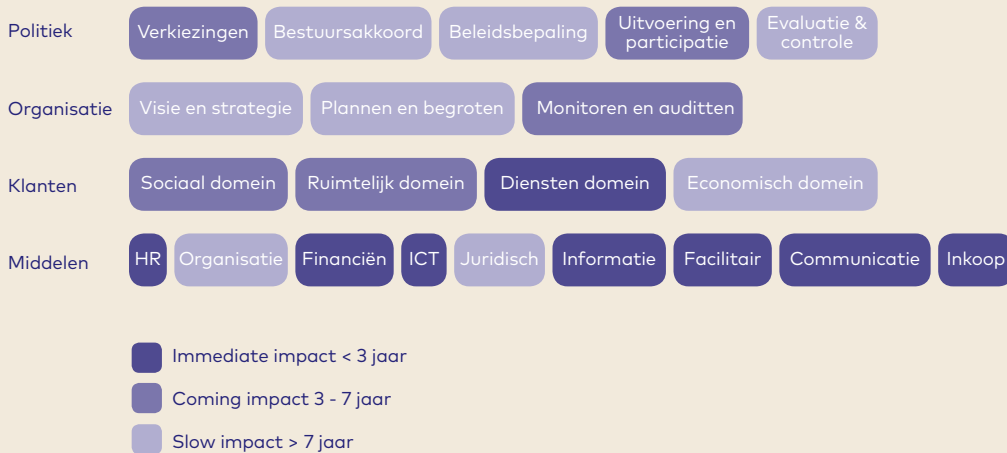 Politiek
Verkiezingen
Bestuursakkoord
Beleidsbepaling
Uitvoering en
participatie
Evaluatie &
controle
Organisatie
Visie en strategie
Plannen en begroten
Monitoren en auditten
Klanten
Sociaal domein
Ruimtelijk domein
Diensten domein
Economisch domein
Middelen
HR
Organisatie
Financiën
ICT
Juridisch
Informatie
Facilitair
Communicatie
Inkoop
Immediate impact < 3 jaar
Coming impact 3 - 7 jaar
Slow impact > 7 jaar